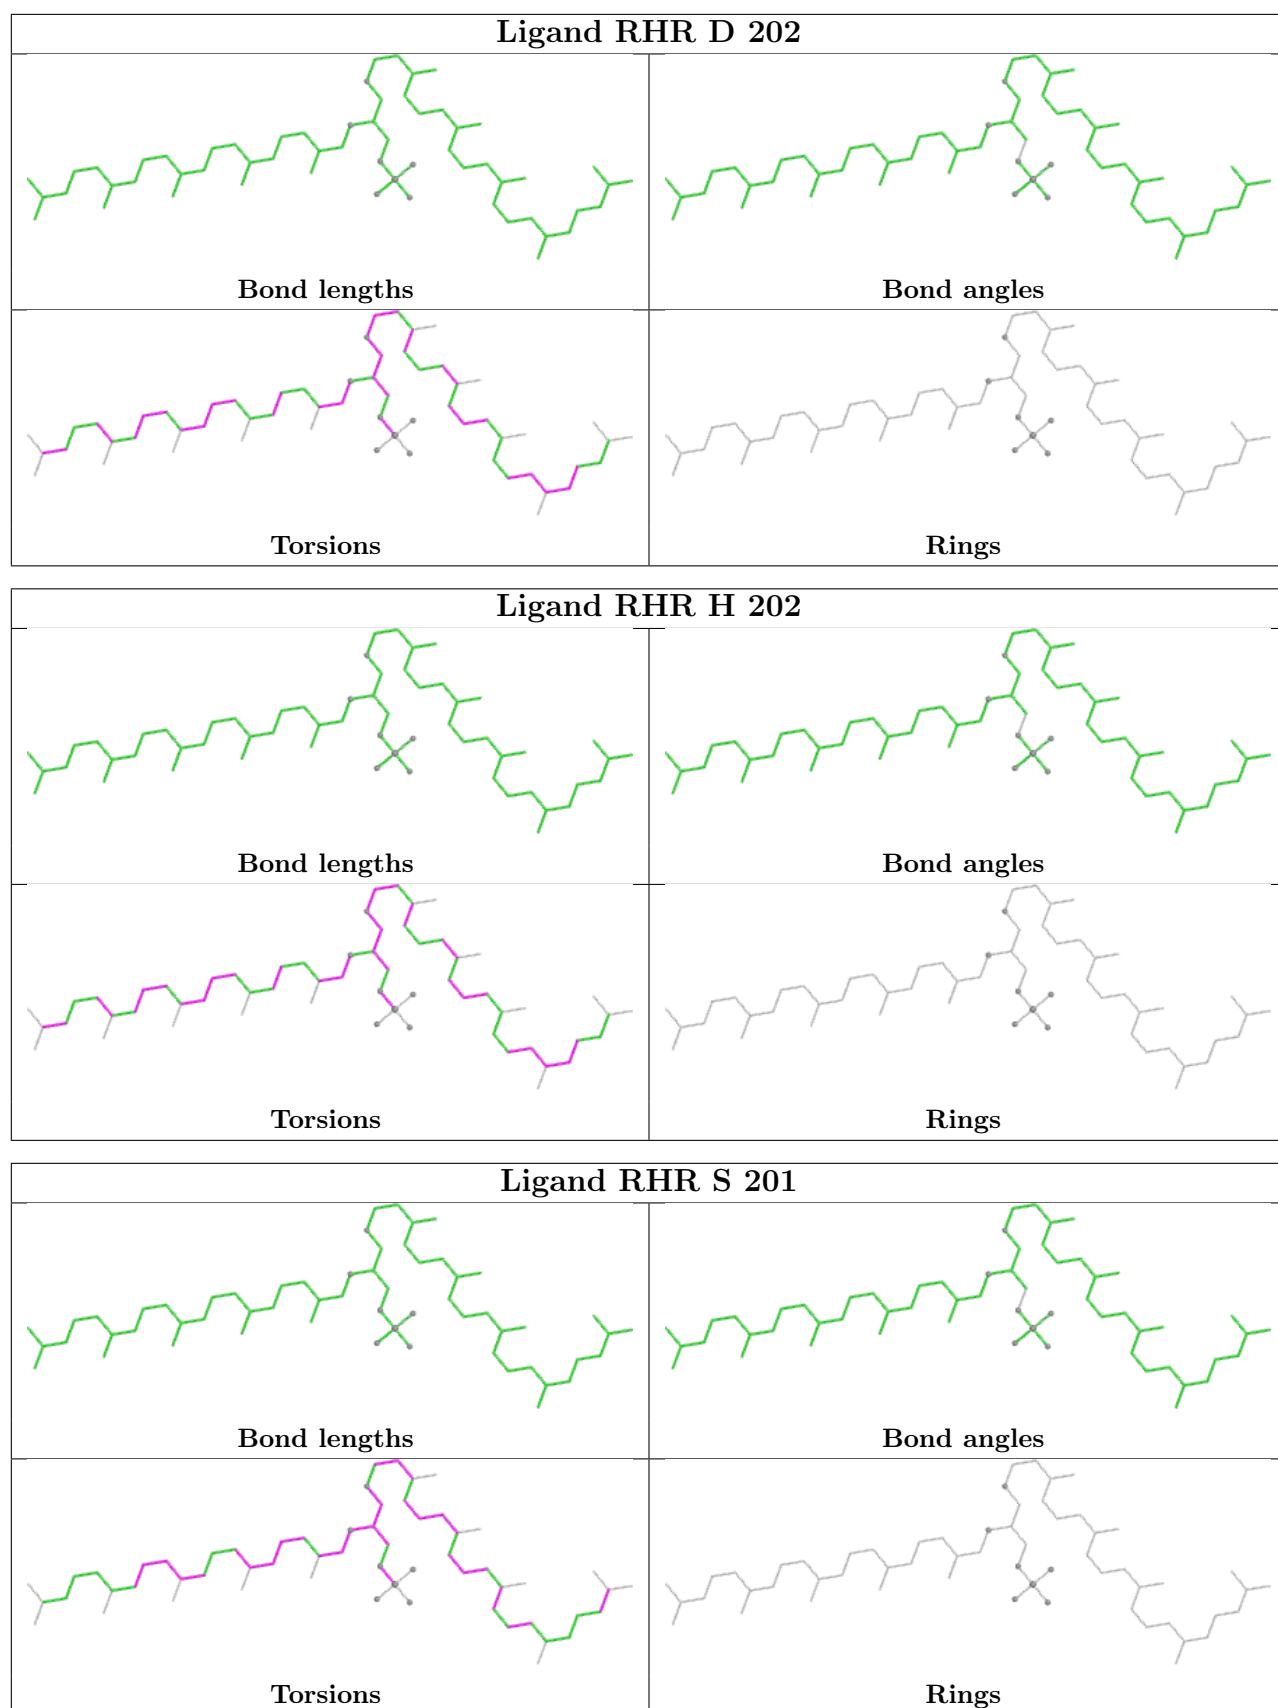 Ligand RHR D 202
Bond lengths
Bond angles
Torsions
Rings
Ligand RHR H 202
Bond lengths
Bond angles
Torsions
Rings
Ligand RHR S 201
Bond lengths
Bond angles
Torsions
Rings